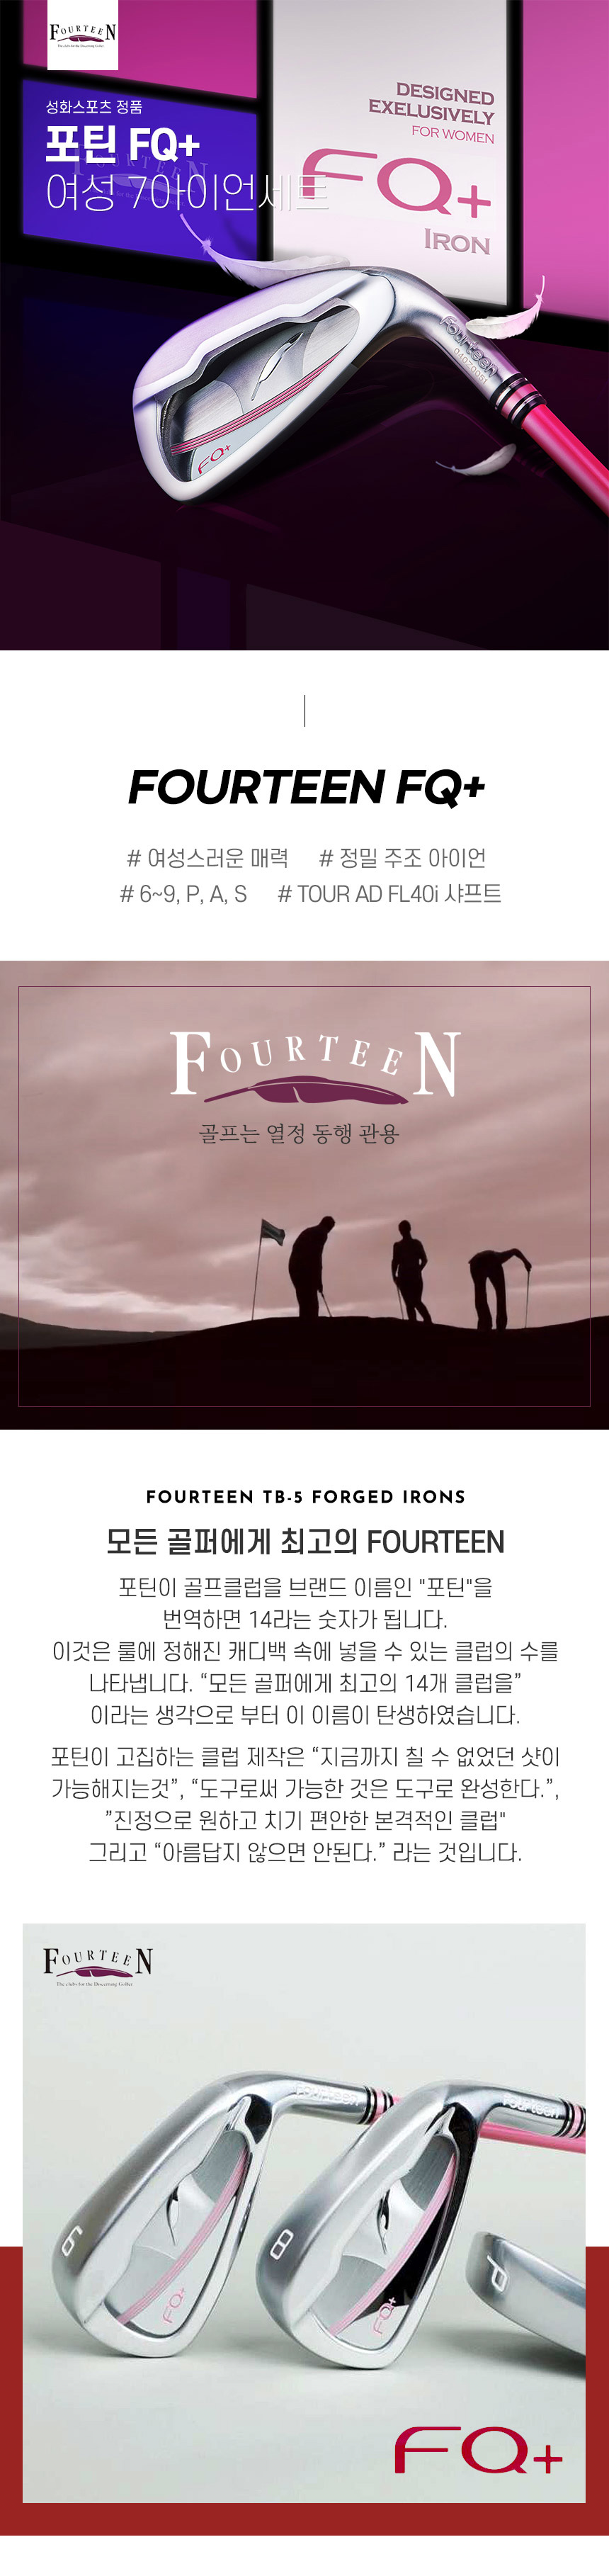 FOURTEEN
The clubs for the Discerning Golfer
성화스포츠 정품
포틴 FQ+
여성 7아이언세트
DESIGNED
EXELUSIVELY
FOR WOMEN
FQ+
IRON
FOURTEEN
Fourteen
FQ+
FOURTEEN FQ+
# 여성스러운 매력 # 정밀 주조 아이언
# 6~9, P, A, S # TOUR AD FL40i 샤프트
FOURTEEN
골프는 열정 동행 관용
FOURTEEN TB-5 FORGED IRONS
모든 골퍼에게 최고의 FOURTEEN
포틴이 골프클럽을 브랜드 이름인 "포틴"을
번역하면 14라는 숫자가 됩니다.
이것은 룰에 정해진 캐디백 속에 넣을 수 있는 클럽의 수를
나타냅니다. “모든 골퍼에게 최고의 14개 클럽을”
이라는 생각으로 부터 이 이름이 탄생하였습니다.
포틴이 고집하는 클럽 제작은 “지금까지 칠 수 없었던 샷이
가능해지는것”, “도구로써 가능한 것은 도구로 완성한다.”,
”진정으로 원하고 치기 편안한 본격적인 클럽"
그리고 “아름답지 않으면 안된다.” 라는 것입니다.
FOURTEEN
The clubs for the Discerning Golfer
Fourteen
Fourteen
6
8
P
FQ+
FQ+
FQ+